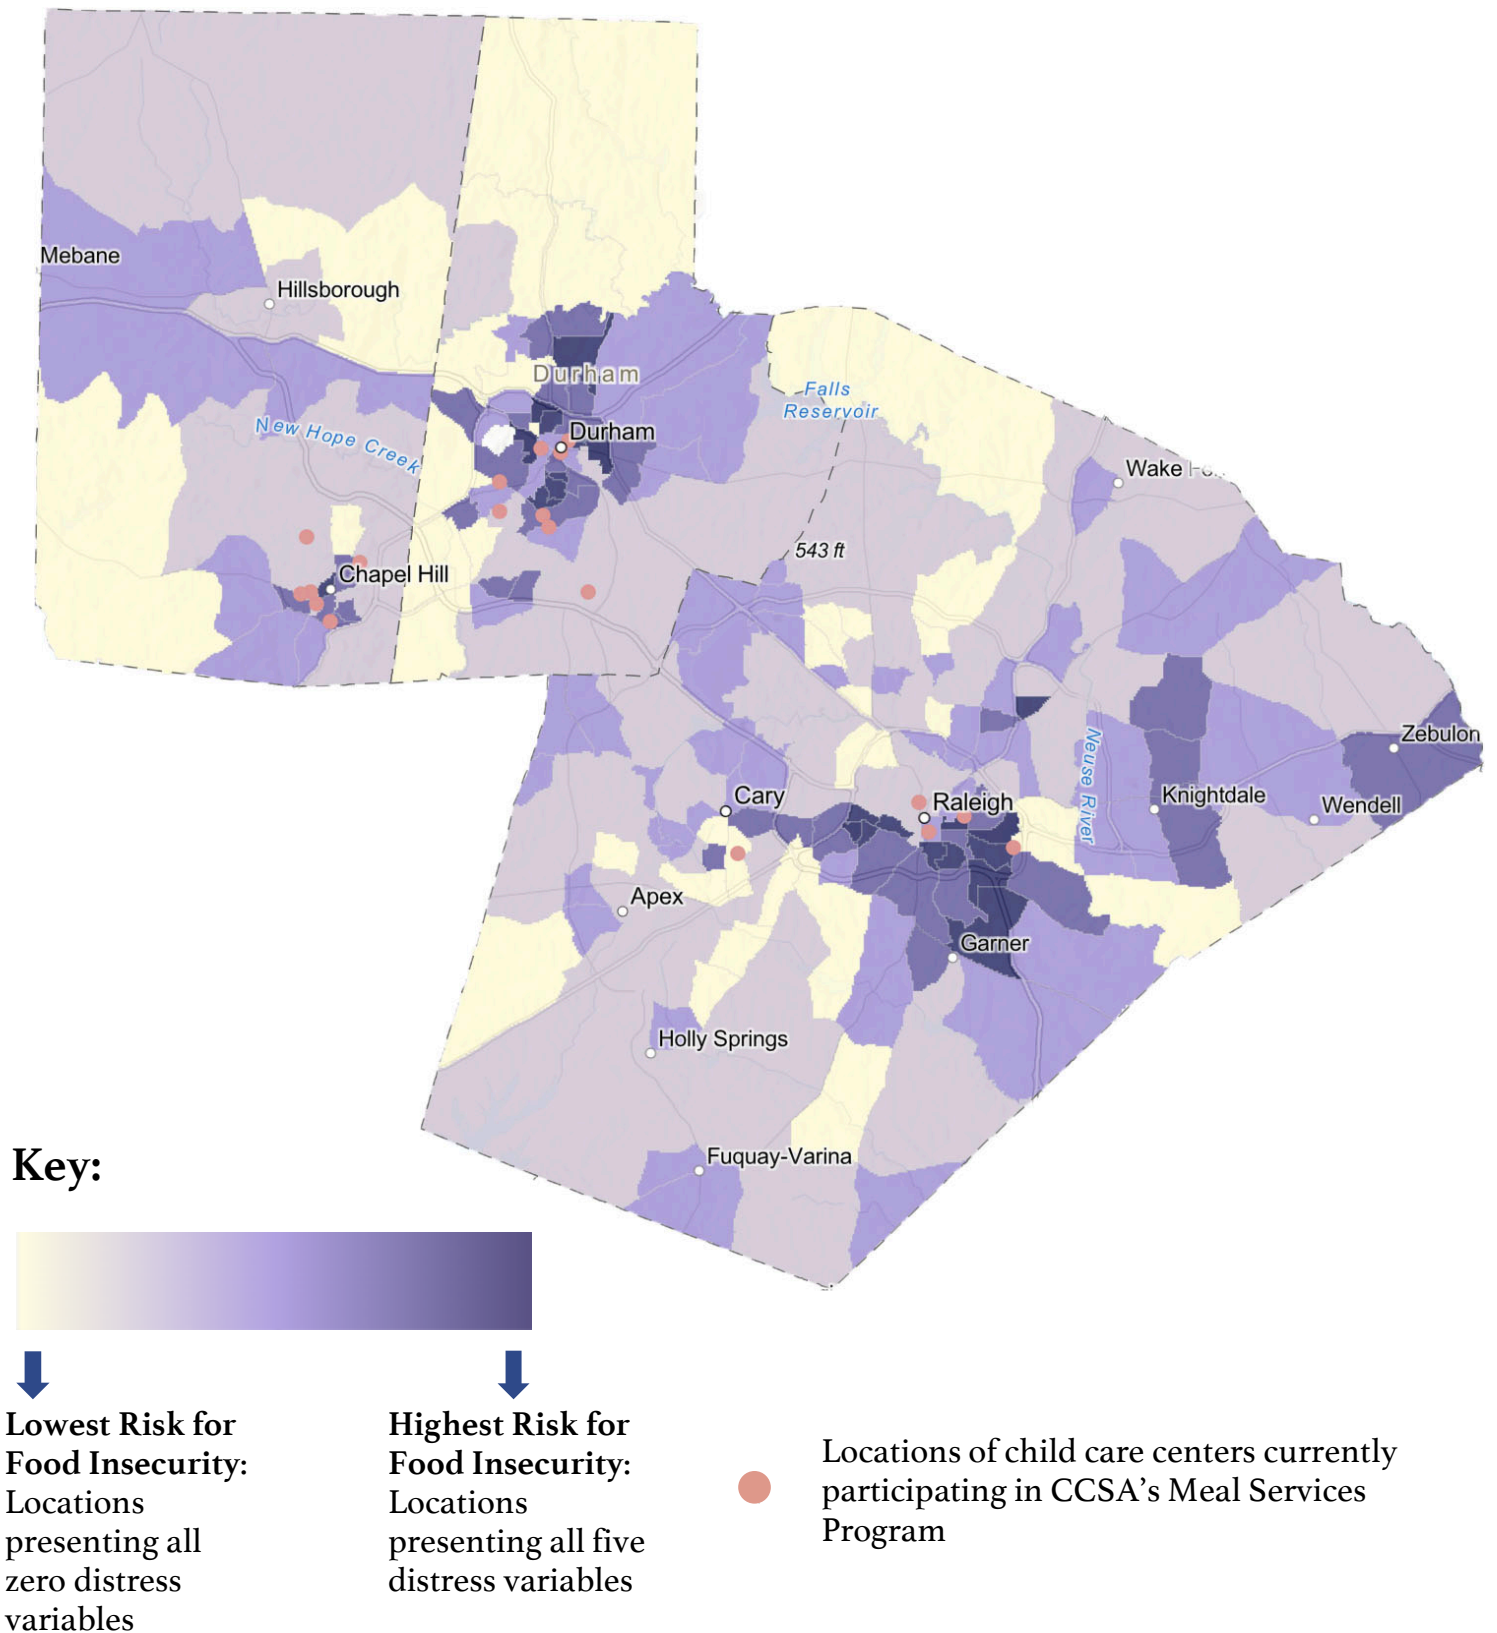 Mebane
Hillsborough
Durham
Falls
Reservoir
New Hope Creek
Durham
Wake
543 ft
Chapel Hill
Neuse River
Zebulon
Cary
Raleigh
Knightdale
Wendell
Apex
Garner
Holly Springs
Fuquay-Varina
Key:
Lowest Risk for
Food Insecurity:
Locations
presenting all
zero distress
variables
Highest Risk for
Food Insecurity:
Locations
presenting all five
distress variables
Locations of child care centers currently
participating in CCSA’s Meal Services
Program